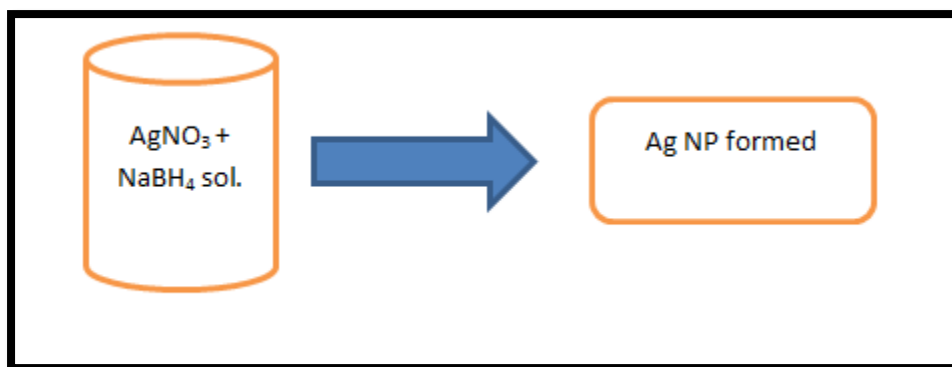 AgNO₃ +
NaBH₄ sol.
Ag NP formed